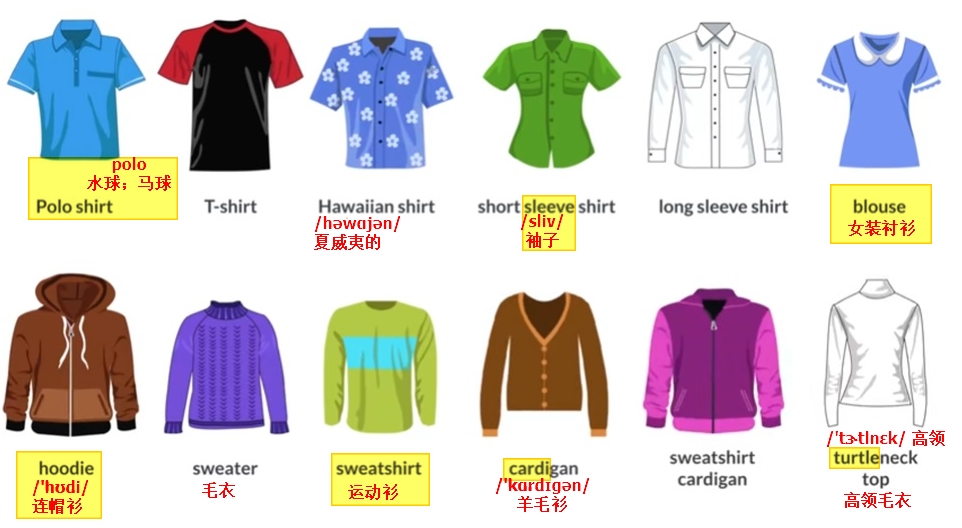 polo
水球；马球
Polo shirt
T-shirt
Hawaiian shirt
/həwɑjən/
夏威夷的
short sleeve shirt
/sliv/
袖子
long sleeve shirt
blouse
女装衬衫
hoodie
/'hʊdi/
连帽衫
sweater
毛衣
sweatshirt
运动衫
cardigan
/'kɑrdɪɡən/
羊毛衫
sweatshirt
cardigan
/'tɝtlnɛk/ 高领
turtleneck
top
高领毛衣